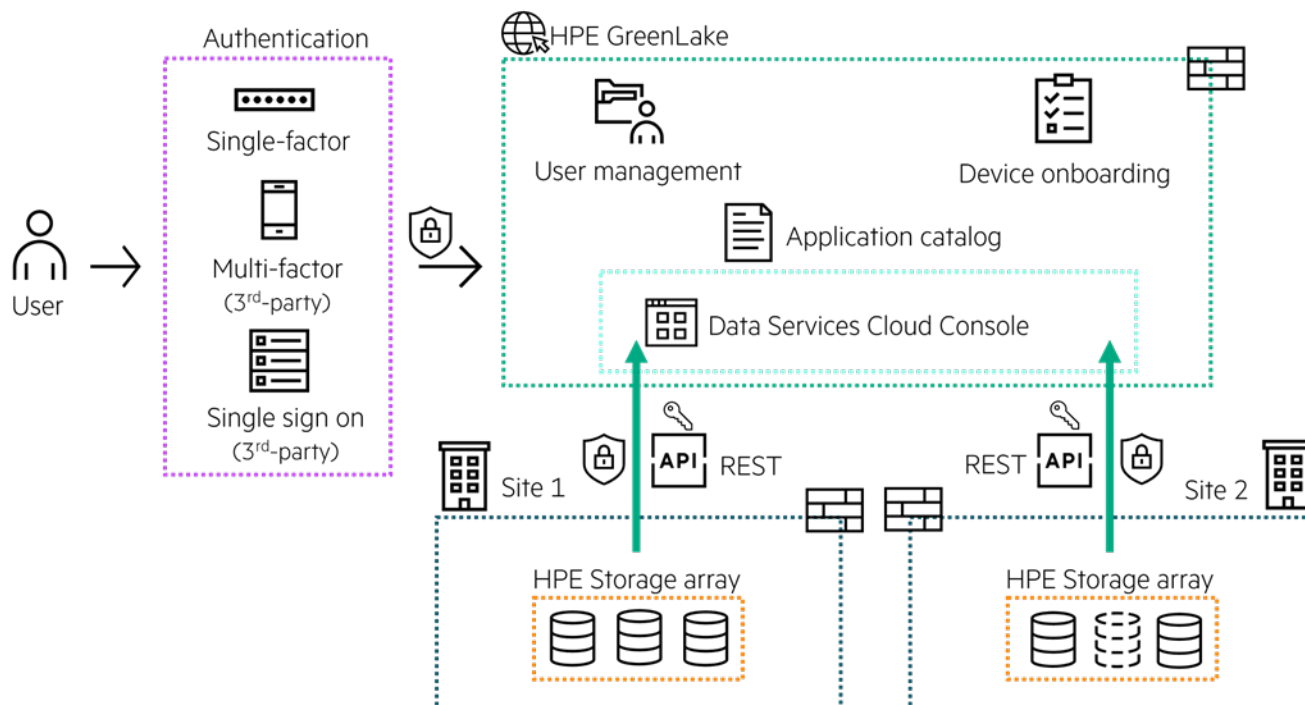 Authentication
Single-factor
Multi-factor
(3rd-party)
Single sign on
(3rd-party)
User
HPE GreenLake
User management
Device onboarding
Application catalog
Data Services Cloud Console
API
REST
REST
API
Site 1
Site 2
HPE Storage array
HPE Storage array